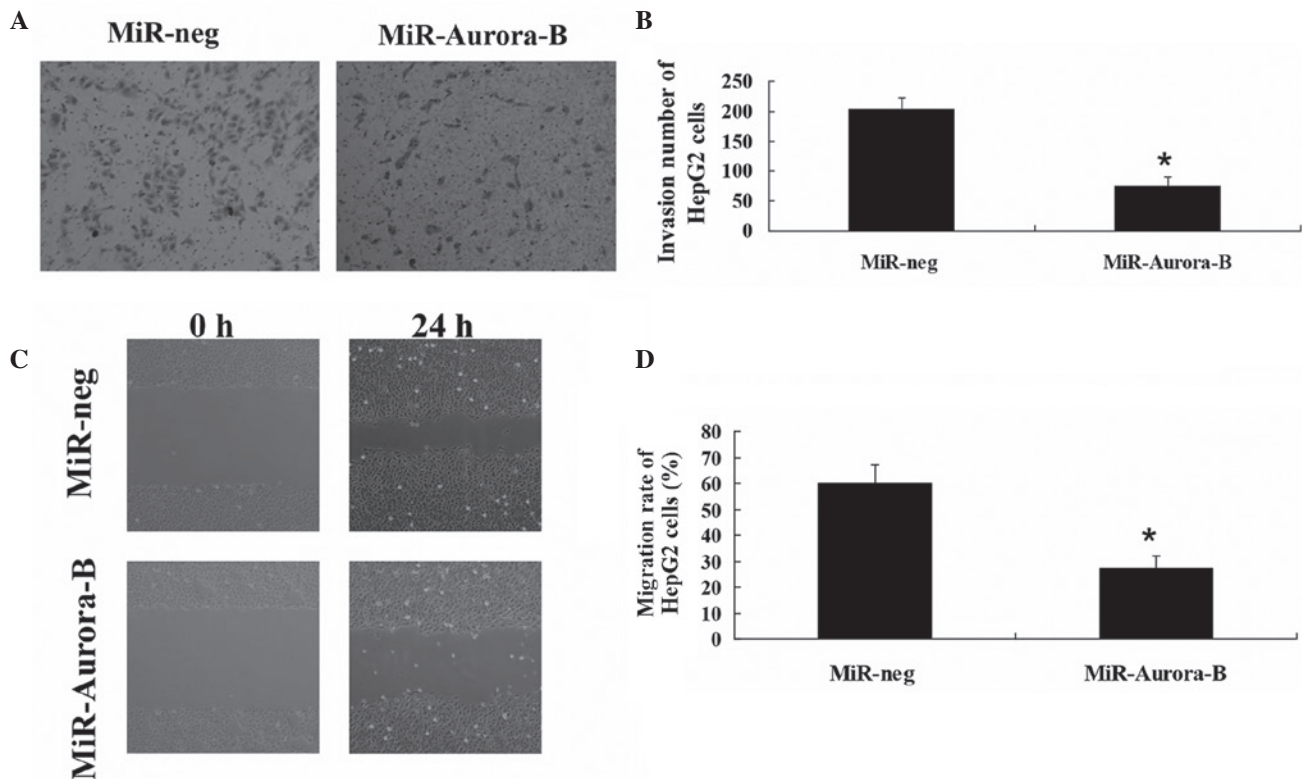 A
MiR-neg
MiR-Aurora-B
B
Invasion number of
HepG2 cells
250
200
150
100
50
0
*
MiR-neg
MiR-Aurora-B
C
0 h
24 h
MiR-neg
MiR-Aurora-B
D
Migration rate of
HepG2 cells (%)
80
70
60
50
40
30
20
10
0
*
MiR-neg
MiR-Aurora-B